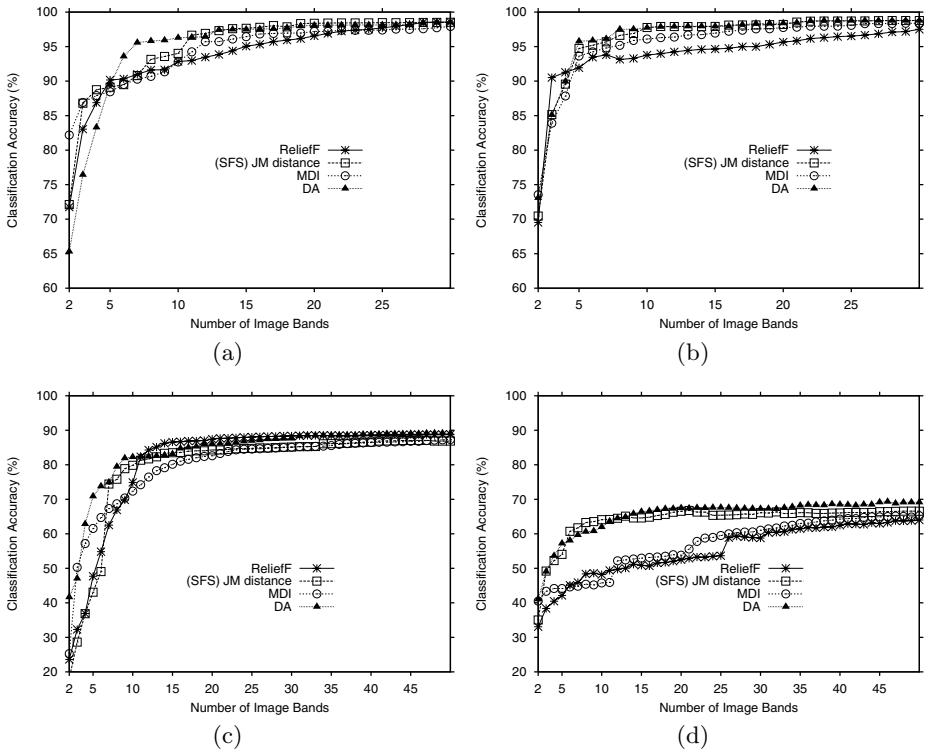 100
95
90
85
80
75
70
65
60
Classification Accuracy (%)
ReliefF
(SFS) JM distance
MDI
DA
2 5 10 15 20 25
Number of Image Bands
(a)
100
95
90
85
80
75
70
65
60
Classification Accuracy (%)
ReliefF
(SFS) JM distance
MDI
DA
2 5 10 15 20 25
Number of Image Bands
(b)
100
90
80
70
60
50
40
30
20
Classification Accuracy (%)
ReliefF
(SFS) JM distance
MDI
DA
2 5 10 15 20 25 30 35 40 45
Number of Image Bands
(c)
100
90
80
70
60
50
40
30
20
Classification Accuracy (%)
ReliefF
(SFS) JM distance
MDI
DA
2 5 10 15 20 25 30 35 40 45
Number of Image Bands
(d)